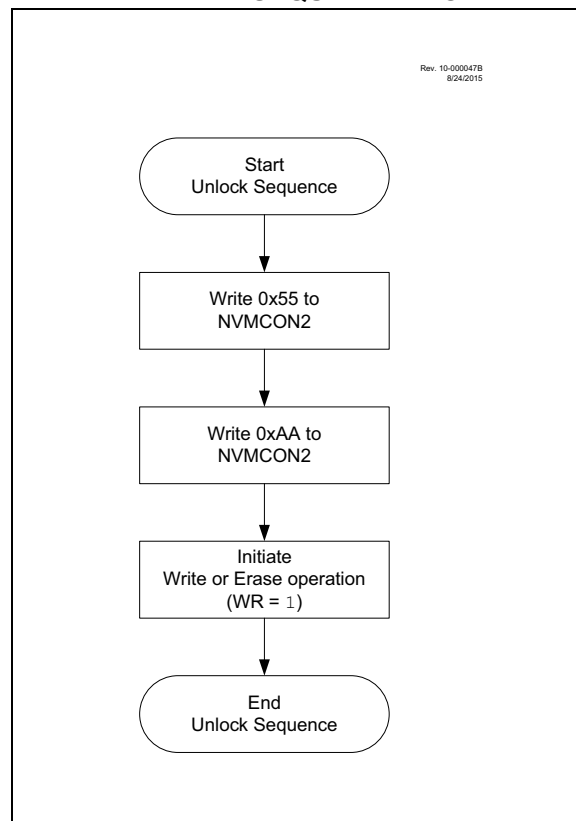 Rev. 10-000047B
8/24/2015
Start
Unlock Sequence
Write 0x55 to
NVMCON2
Write 0xAA to
NVMCON2
Initiate
Write or Erase operation
(WR = 1)
End
Unlock Sequence